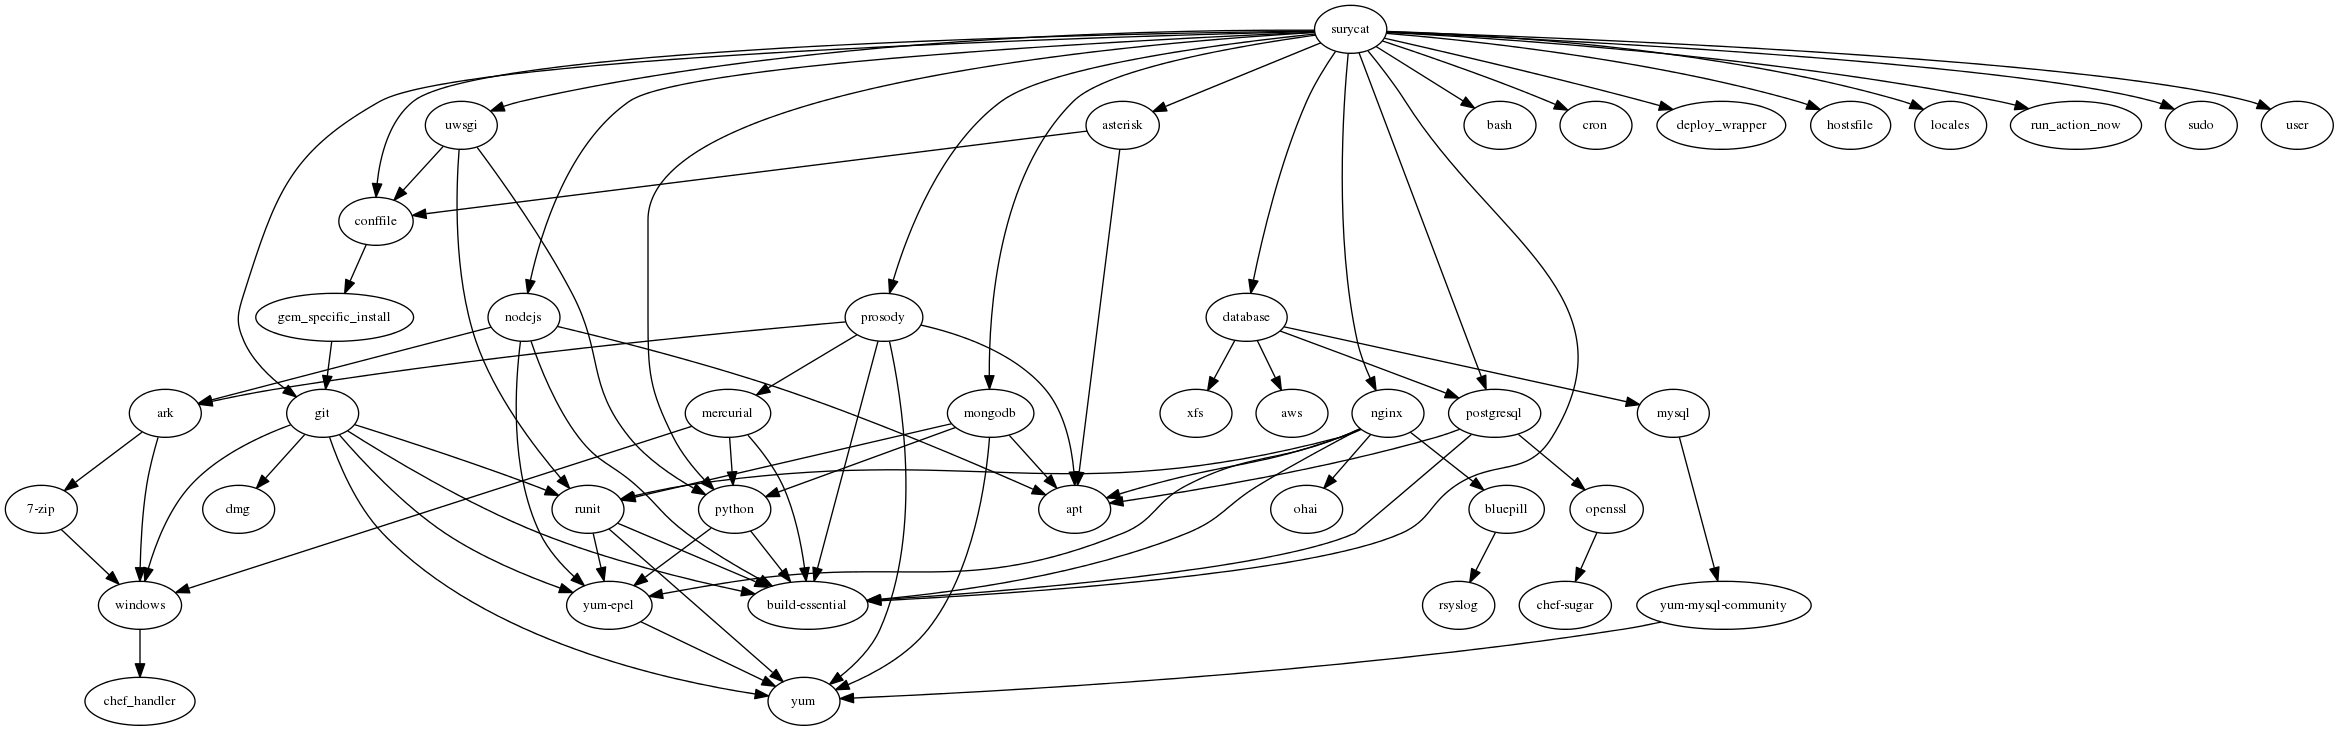 surycat
uwsgi
asterisk
bash
cron
deploy_wrapper
hostsfile
locales
run_action_now
sudo
user
conffile
gem_specific_install
nodejs
prosody
database
ark
git
mercurial
mongodb
xfs
aws
nginx
postgresql
mysql
7-zip
dmg
runit
python
apt
ohai
bluepill
openssl
windows
yum-epel
build-essential
rsyslog
chef-sugar
yum-mysql-community
chef_handler
yum